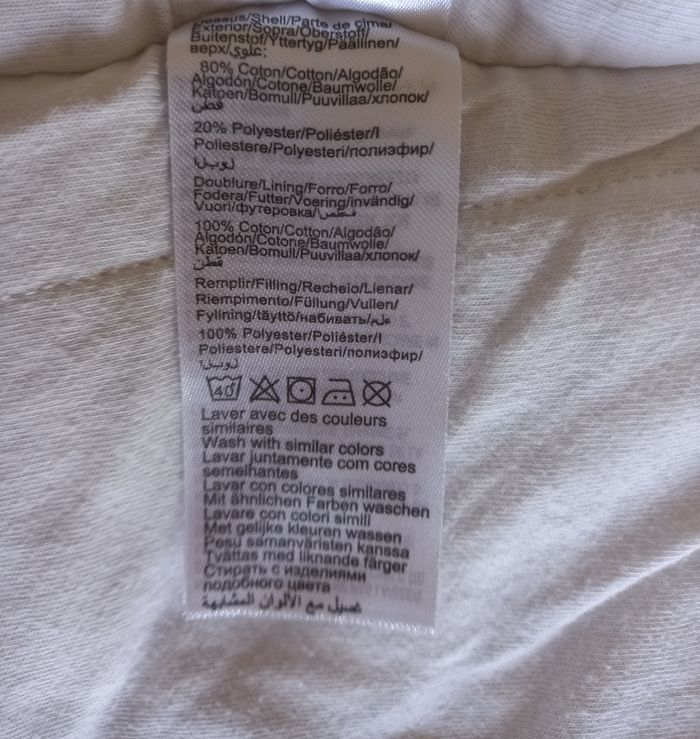 Dessus/Shell/Parte de cima/
Exterior/Sopra/Oberstoff/
Buitenstof/Yttertyg/Päällinen/
верх/علوي:
80% Coton/Cotton/Algodão/
Algodón/Cotone/Baumwolle/
Katoen/Bomull/Puuvillaa/хлопок/
قطن
20% Polyester/Poliéster/I
Poliestere/Polyesteri/полиэфир/
Doublure/Lining/Forro/Forro/
Fodera/Futter/Voering/invändig/
Vuori/футеровка/
100% Coton/Cotton/Algodão/
Algodón/Cotone/Baumwolle/
Katoen/Bomull/Puuvillaa/хлопок/
قطن
Remplir/Filling/Recheio/Llenar/
Riempimento/Füllung/Vullen/
Fylining/täyttö/набивать/
100% Polyester/Poliéster/I
Poliestere/Polyesteri/полиэфир/
40
Laver avec des couleurs
similaires
Wash with similar colors
Lavar juntamente com cores
semelhantes
Lavar con colores similares
Mit ähnlichen Farben waschen
Lavare con colori simili
Met gelijke kleuren wassen
Pesu samanväristen kanssa
Tvättas med liknande färger
Стирать с изделиями
подобного цвета
غسيل مع الألوان المشابهة